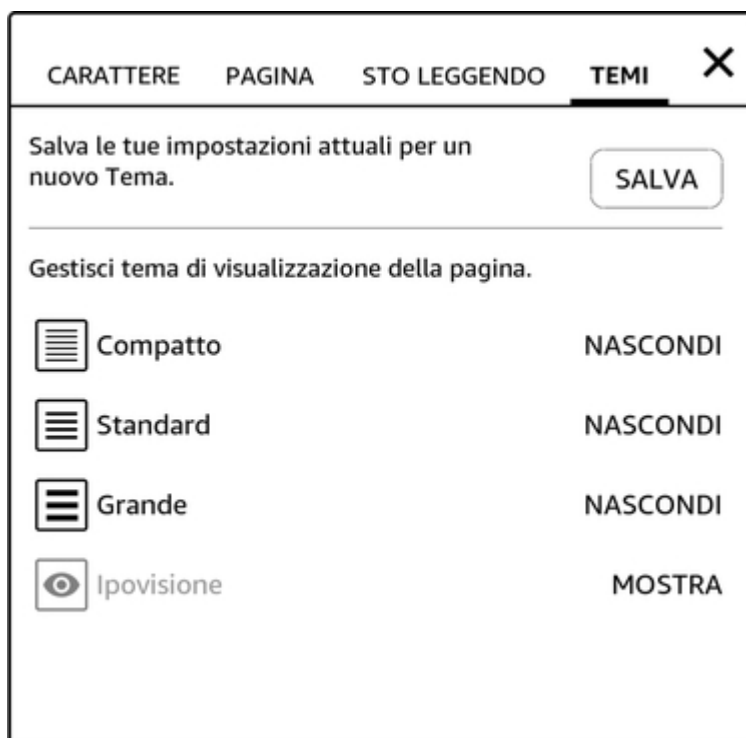 CARATTERE PAGINA STO LEGGENDO TEMI
Salva le tue impostazioni attuali per un
nuovo Tema.
SALVA
Gestisci tema di visualizzazione della pagina.
Compatto NASCONDI
Standard NASCONDI
Grande NASCONDI
Ipovisione MOSTRA